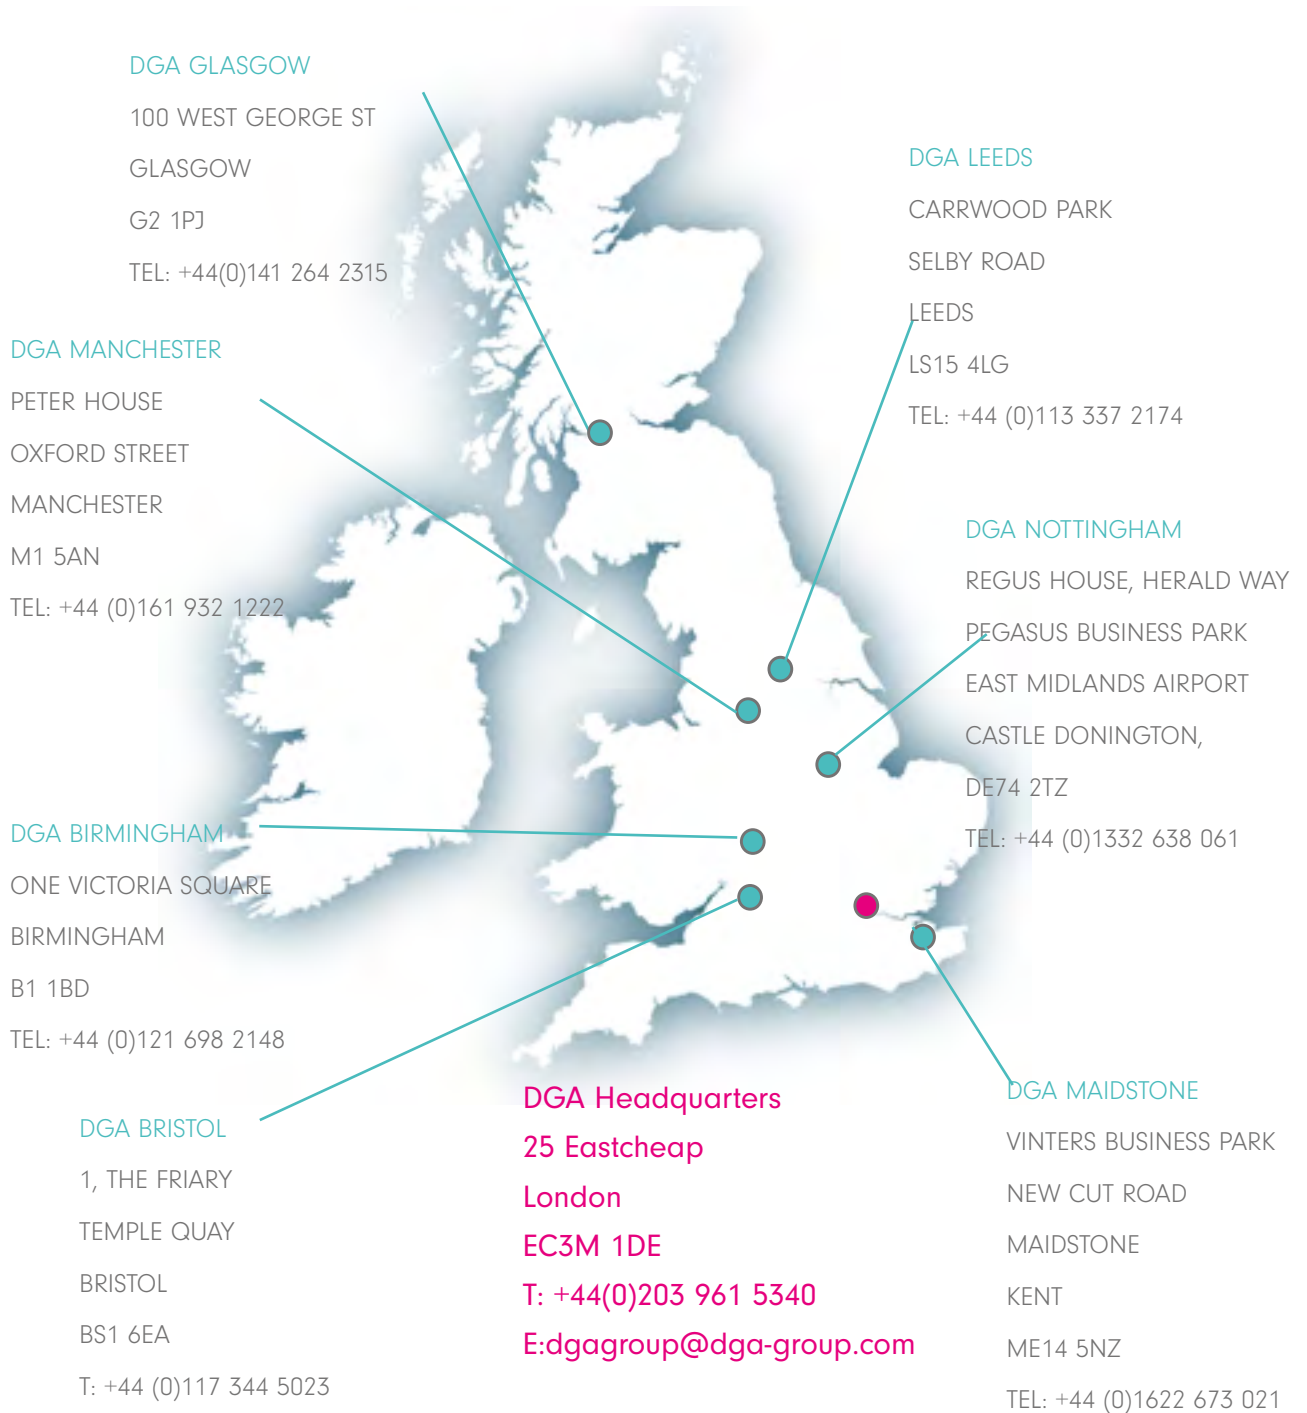 DGA GLASGOW
100 WEST GEORGE ST
GLASGOW
G2 1PJ
TEL: +44(0)141 264 2315
DGA LEEDS
CARRWOOD PARK
SELBY ROAD
LEEDS
LS15 4LG
TEL: +44 (0)113 337 2174
DGA MANCHESTER
PETER HOUSE
OXFORD STREET
MANCHESTER
M1 5AN
TEL: +44 (0)161 932 1222
DGA NOTTINGHAM
REGUS HOUSE, HERALD WAY
PEGASUS BUSINESS PARK
EAST MIDLANDS AIRPORT
CASTLE DONINGTON,
DE74 2TZ
TEL: +44 (0)1332 638 061
DGA BIRMINGHAM
ONE VICTORIA SQUARE
BIRMINGHAM
B1 1BD
TEL: +44 (0)121 698 2148
DGA BRISTOL
1, THE FRIARY
TEMPLE QUAY
BRISTOL
BS1 6EA
T: +44 (0)117 344 5023
DGA Headquarters
25 Eastcheap
London
EC3M 1DE
T: +44(0)203 961 5340
E:dgagroup@dga-group.com
DGA MAIDSTONE
VINTERS BUSINESS PARK
NEW CUT ROAD
MAIDSTONE
KENT
ME14 5NZ
TEL: +44 (0)1622 673 021